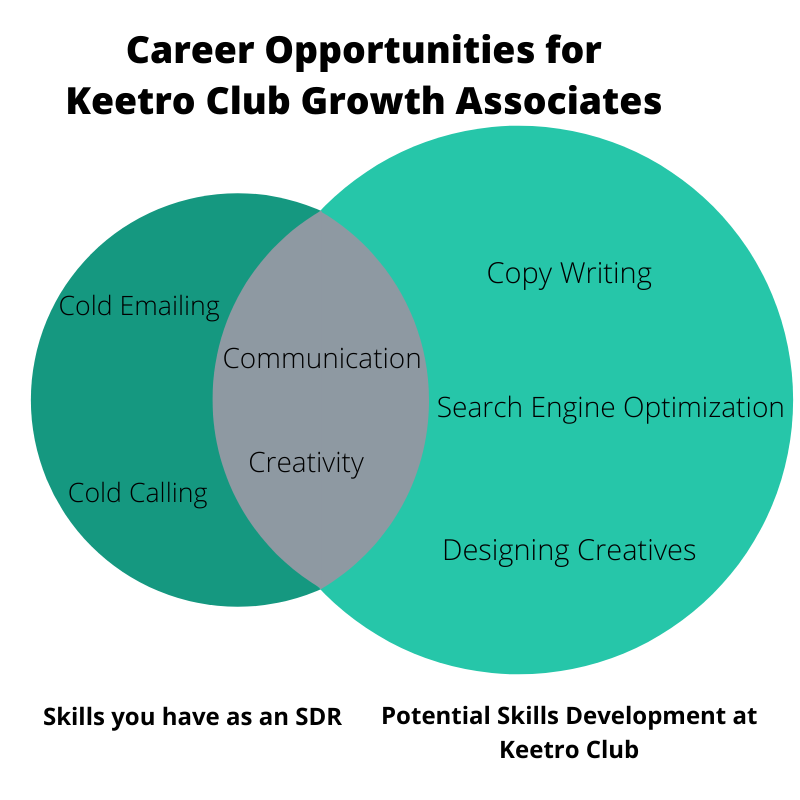 Career Opportunities for
Keetro Club Growth Associates
Copy Writing
Cold Emailing
Communication
Search Engine Optimization
Creativity
Cold Calling
Designing Creatives
Skills you have as an SDR
Potential Skills Development at
Keetro Club